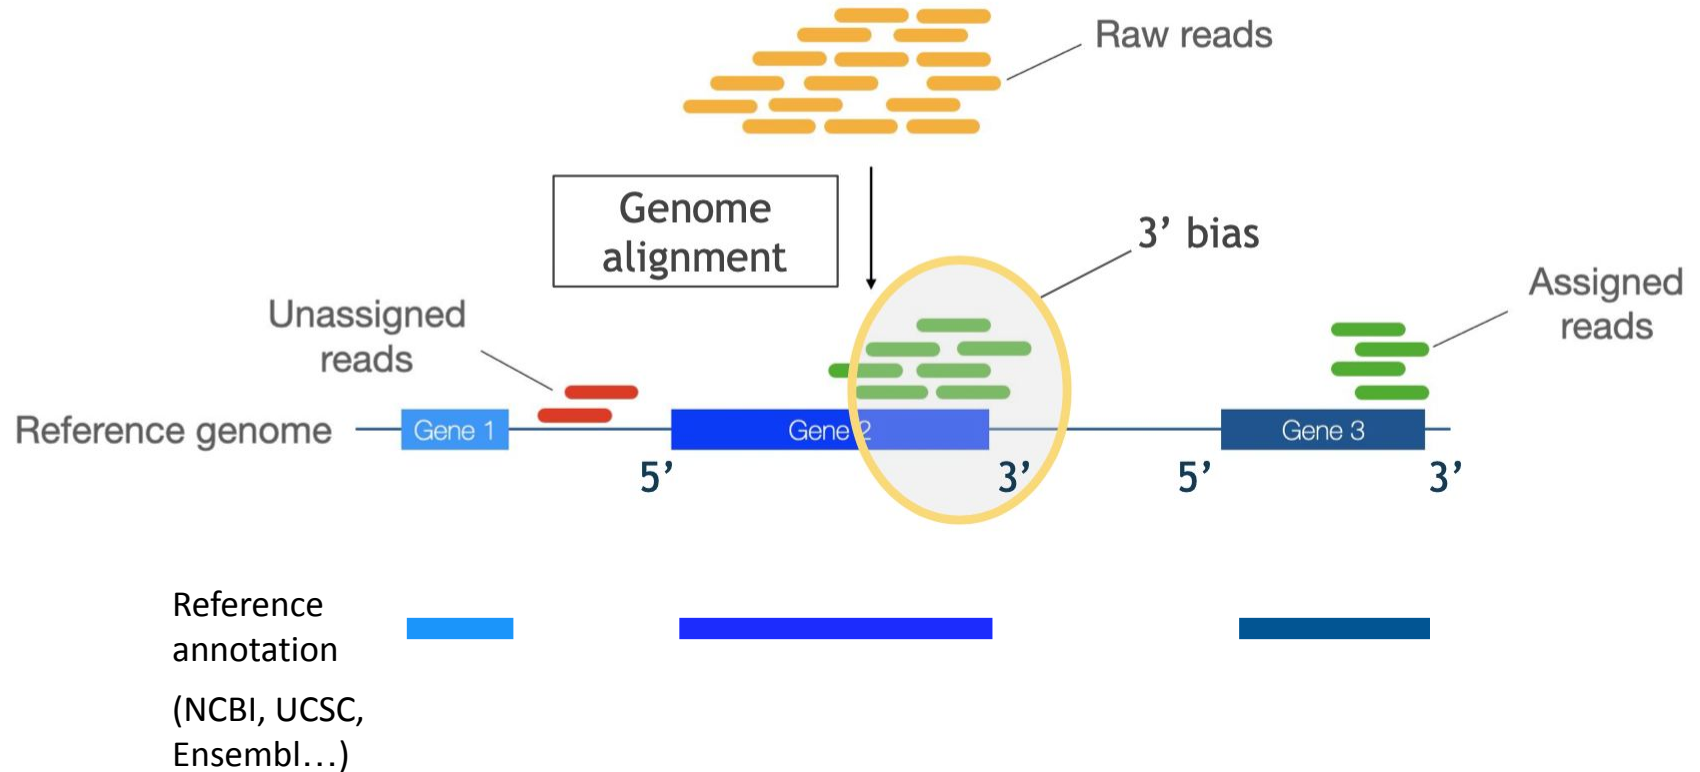 Raw reads
Genome
alignment
3’ bias
Unassigned
reads
Assigned
reads
Reference genome
Gene 1
Gene 2
Gene 3
5’
3’
5’
3’
Reference
annotation
(NCBI, UCSC,
Ensembl…)